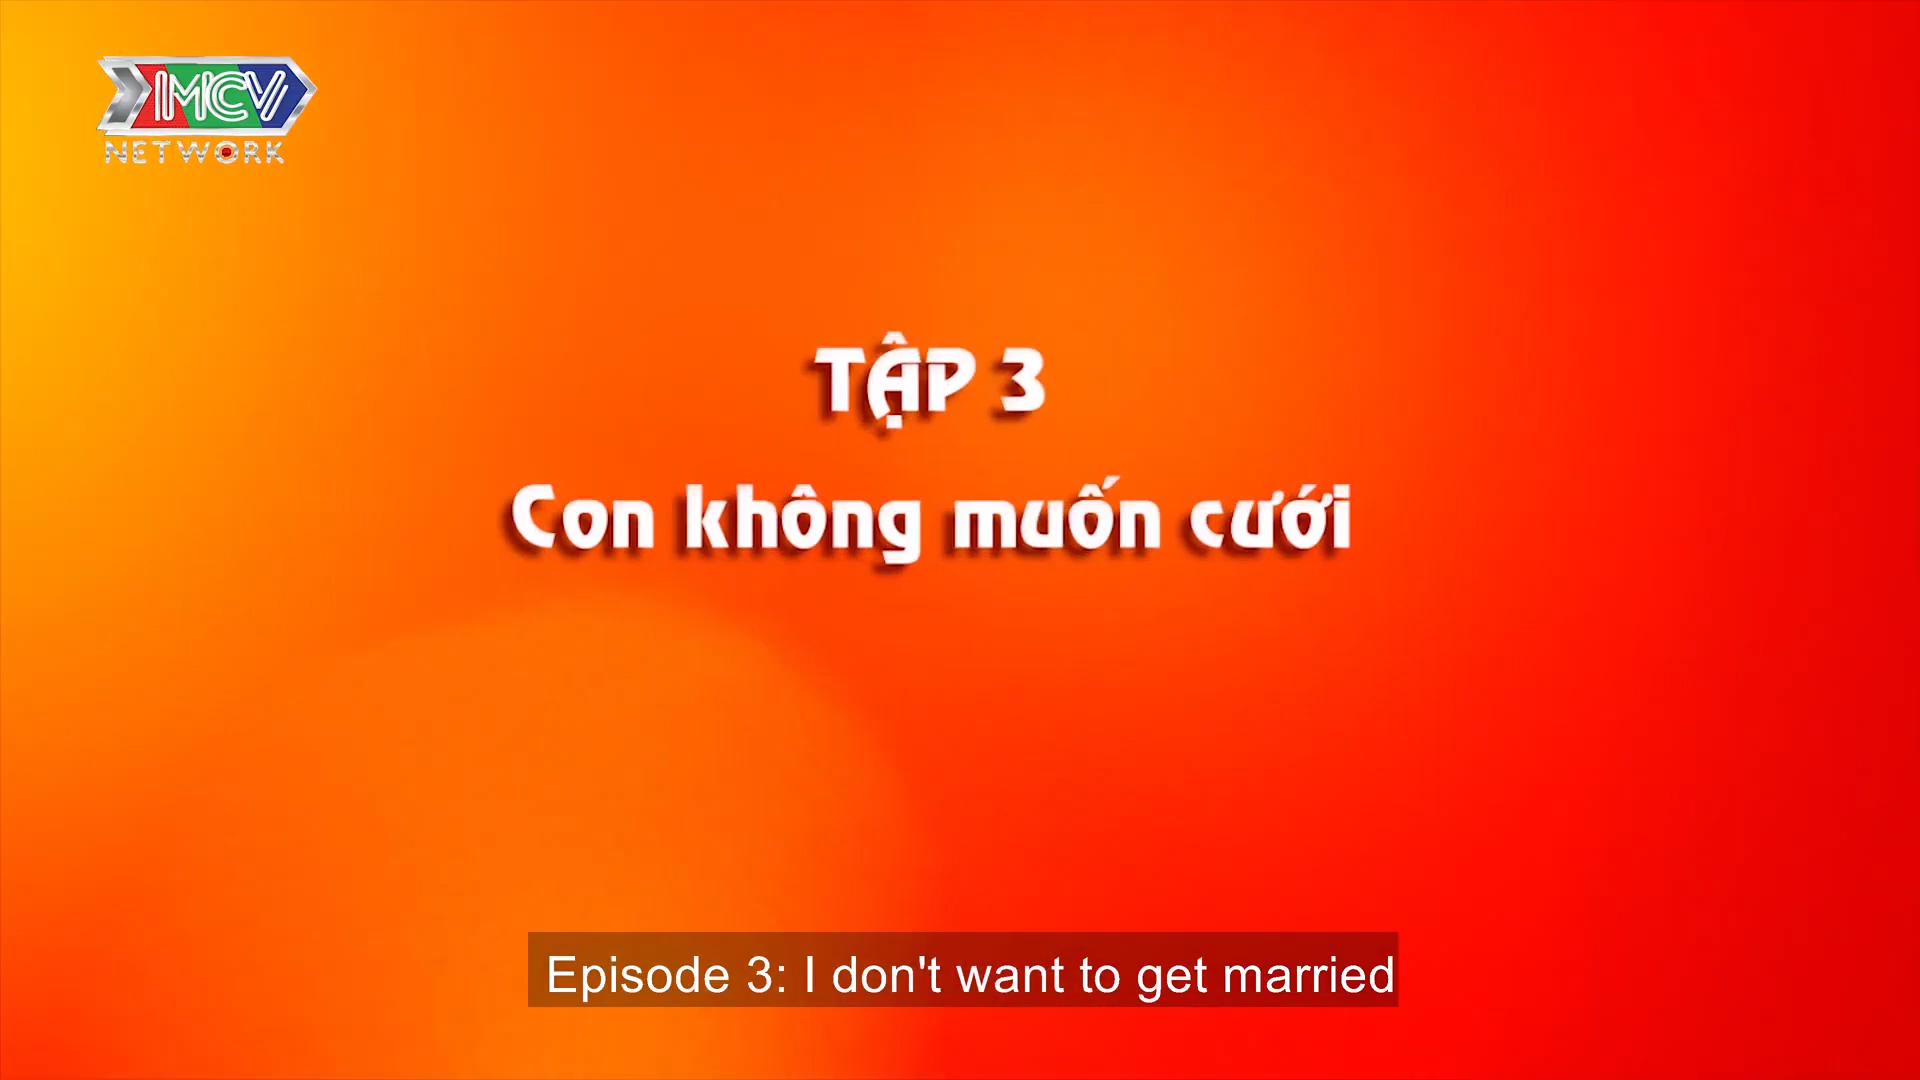 MCV
NETWORK
TẬP 3
Con không muốn cưới
Episode 3: I don't want to get married